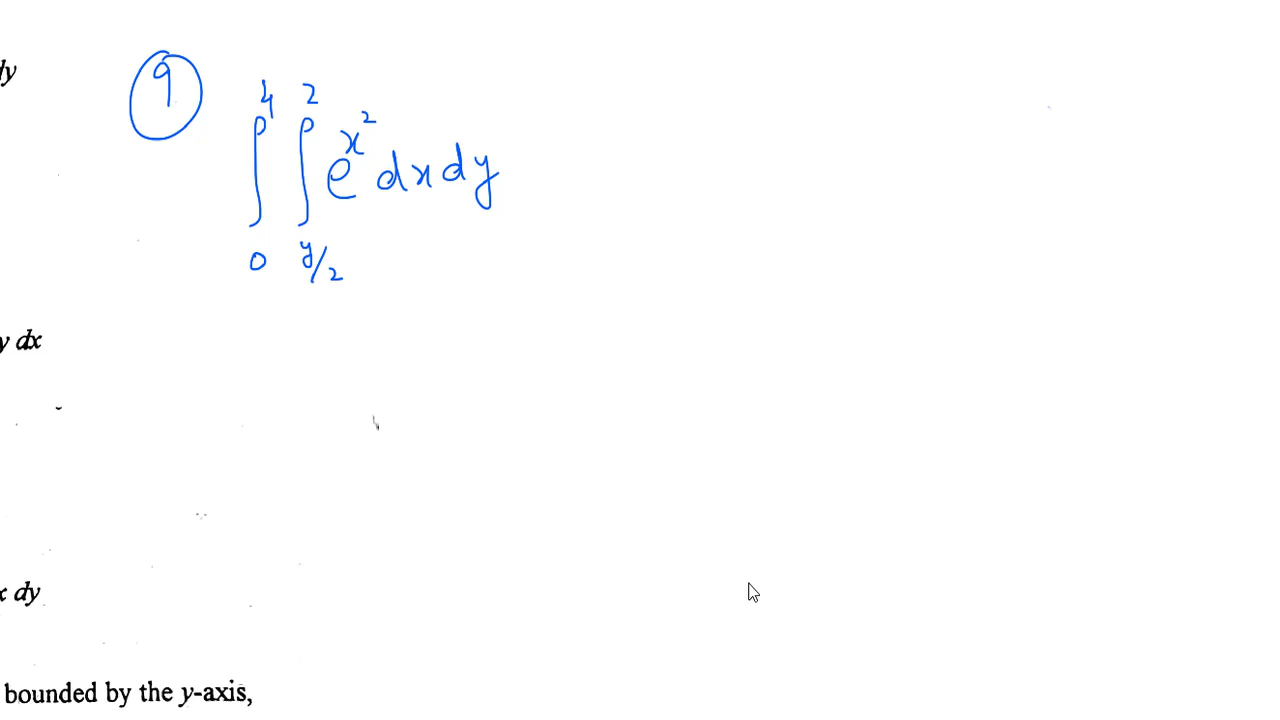 dy
9
∫₀⁴ ∫_{y/2}² e^{x²} dx dy
y dx
x dy
bounded by the y-axis,